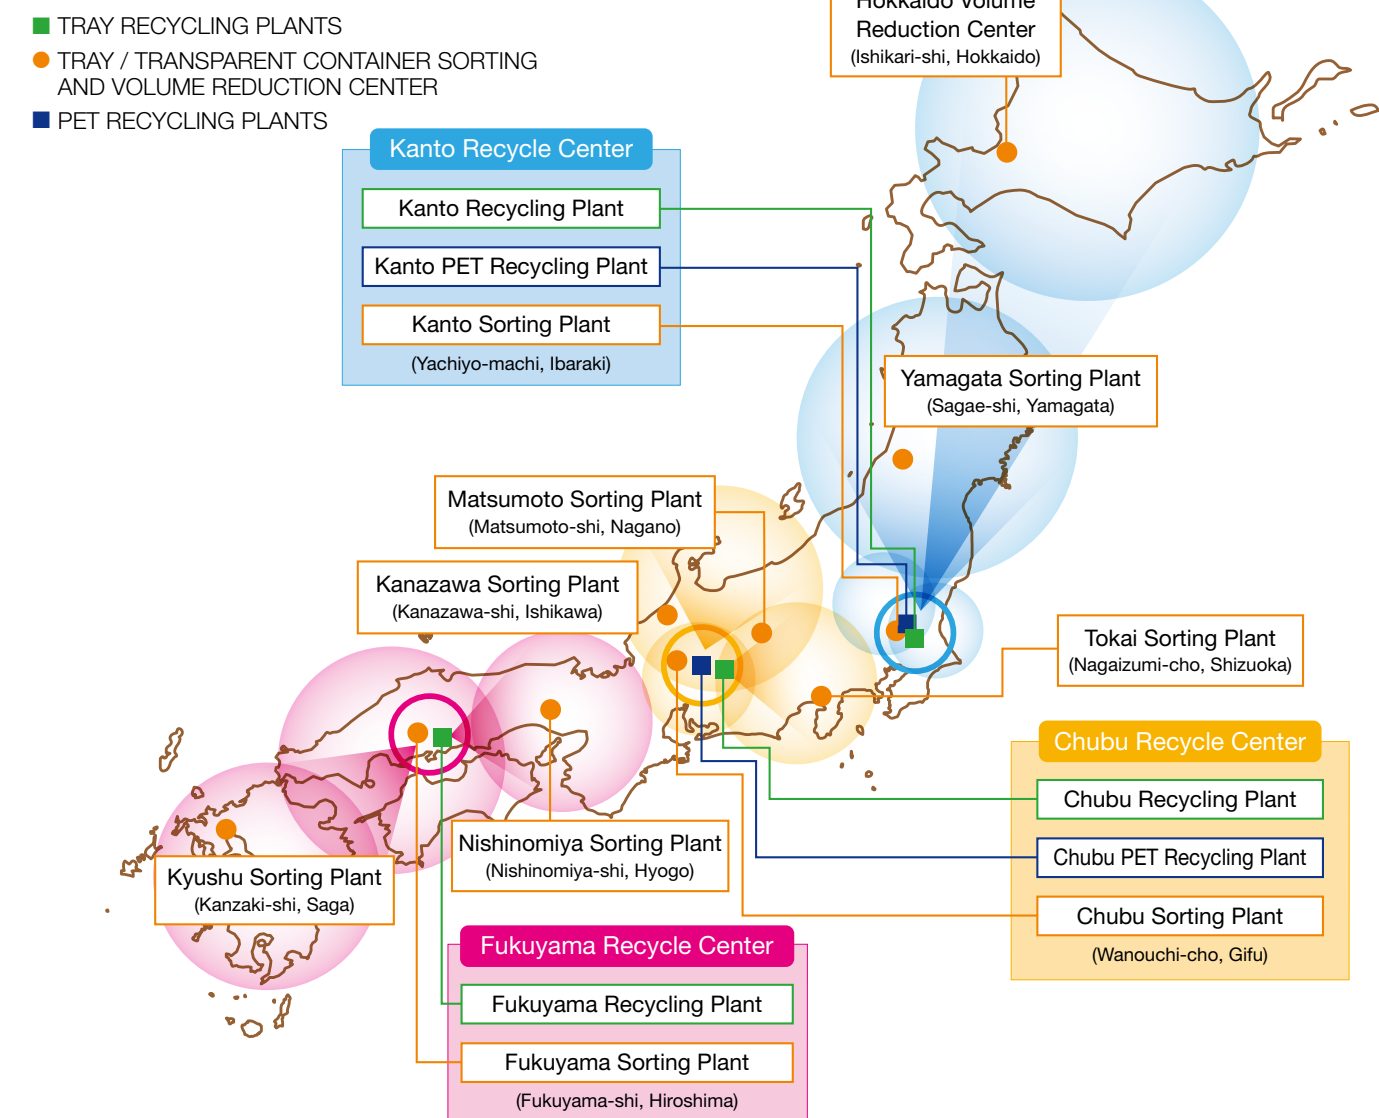 TRAY RECYCLING PLANTS
TRAY / TRANSPARENT CONTAINER SORTING
AND VOLUME REDUCTION CENTER
PET RECYCLING PLANTS
Hokkaido Volume
Reduction Center
(Ishikari-shi, Hokkaido)
Kanto Recycle Center
Kanto Recycling Plant
Kanto PET Recycling Plant
Kanto Sorting Plant
(Yachiyo-machi, Ibaraki)
Yamagata Sorting Plant
(Sagae-shi, Yamagata)
Matsumoto Sorting Plant
(Matsumoto-shi, Nagano)
Kanazawa Sorting Plant
(Kanazawa-shi, Ishikawa)
Tokai Sorting Plant
(Nagaizumi-cho, Shizuoka)
Chubu Recycle Center
Chubu Recycling Plant
Chubu PET Recycling Plant
Chubu Sorting Plant
(Wanouchi-cho, Gifu)
Nishinomiya Sorting Plant
(Nishinomiya-shi, Hyogo)
Kyushu Sorting Plant
(Kanzaki-shi, Saga)
Fukuyama Recycle Center
Fukuyama Recycling Plant
Fukuyama Sorting Plant
(Fukuyama-shi, Hiroshima)